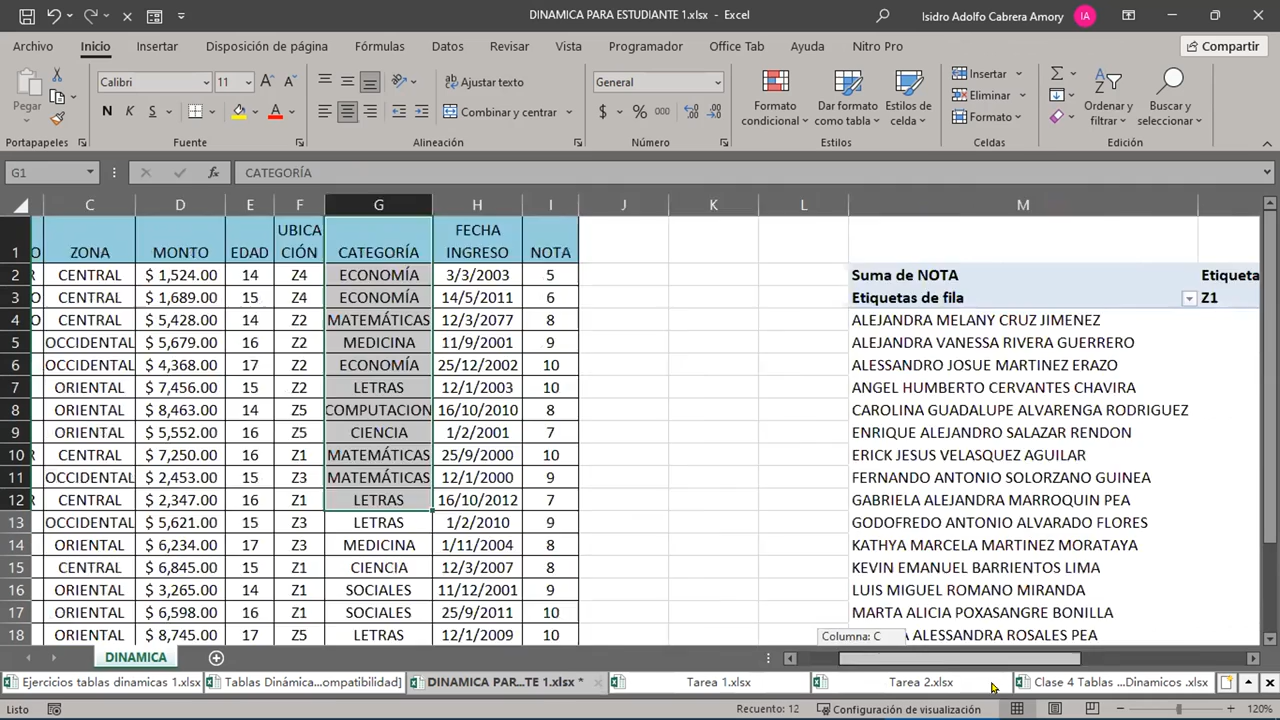 DINAMICA PARA ESTUDIANTE 1.xlsx - Excel
Isidro Adolfo Cabrera Amory
IA
Archivo Inicio Insertar Disposición de página Fórmulas Datos Revisar Vista Programador Office Tab Ayuda Nitro Pro
Compartir
Pegar
Calibri 11
N K S
Ajustar texto
Combinar y centrar
General
$ % 000
Formato condicional
Dar formato como tabla
Estilos de celda
Insertar
Eliminar
Formato
Ordenar y filtrar
Buscar y seleccionar
Portapapeles Fuente Alineación Número Estilos Celdas Edición
G1 fx CATEGORÍA
C D E F G H I J K L M
1 O ZONA MONTO EDAD UBICA CIÓN CATEGORÍA FECHA INGRESO NOTA
2 R CENTRAL $ 1,524.00 14 Z4 ECONOMÍA 3/3/2003 5 Suma de NOTA Etiqueta
3 O CENTRAL $ 1,689.00 15 Z4 ECONOMÍA 14/5/2011 6 Etiquetas de fila Z1
4 O CENTRAL $ 5,428.00 14 Z2 MATEMÁTICAS 12/3/2077 8 ALEJANDRA MELANY CRUZ JIMENEZ
5 OCCIDENTAL $ 5,679.00 16 Z2 MEDICINA 11/9/2001 9 ALEJANDRA VANESSA RIVERA GUERRERO
6 OCCIDENTAL $ 4,368.00 17 Z2 ECONOMÍA 25/12/2002 10 ALESSANDRO JOSUE MARTINEZ ERAZO
7 ORIENTAL $ 7,456.00 15 Z2 LETRAS 12/1/2003 10 ANGEL HUMBERTO CERVANTES CHAVIRA
8 ORIENTAL $ 8,463.00 14 Z5 COMPUTACION 16/10/2010 8 CAROLINA GUADALUPE ALVARENGA RODRIGUEZ
9 ORIENTAL $ 5,552.00 16 Z5 CIENCIA 1/2/2001 7 ENRIQUE ALEJANDRO SALAZAR RENDON
10 R CENTRAL $ 7,250.00 16 Z1 MATEMÁTICAS 25/9/2000 10 ERICK JESUS VELASQUEZ AGUILAR
11 OCCIDENTAL $ 2,453.00 15 Z3 MATEMÁTICAS 12/1/2000 9 FERNANDO ANTONIO SOLORZANO GUINEA
12 R CENTRAL $ 2,347.00 16 Z1 LETRAS 16/10/2012 7 GABRIELA ALEJANDRA MARROQUIN PEA
13 OCCIDENTAL $ 5,621.00 15 Z3 LETRAS 1/2/2010 9 GODOFREDO ANTONIO ALVARADO FLORES
14 ORIENTAL $ 6,234.00 17 Z3 MEDICINA 1/11/2004 8 KATHYA MARCELA MARTINEZ MORATAYA
15 CENTRAL $ 6,845.00 15 Z1 CIENCIA 12/3/2007 8 KEVIN EMANUEL BARRIENTOS LIMA
16 ORIENTAL $ 3,265.00 14 Z1 SOCIALES 11/12/2001 9 LUIS MIGUEL ROMANO MIRANDA
17 ORIENTAL $ 6,598.00 16 Z1 SOCIALES 25/9/2011 10 MARTA ALICIA POXASANGRE BONILLA
18 ORIENTAL $ 8,745.00 17 Z5 LETRAS 12/1/2009 10 ALESSANDRA ROSALES PEA
Columna: C
DINAMICA
Ejercicios tablas dinamicas 1.xlsx Tablas Dinámica...ompatibilidad] DINAMICA PAR...TE 1.xlsx * Tarea 1.xlsx Tarea 2.xlsx Clase 4 Tablas ...Dinamicos .xlsx
Listo Recuento: 12 Configuración de visualización 120%